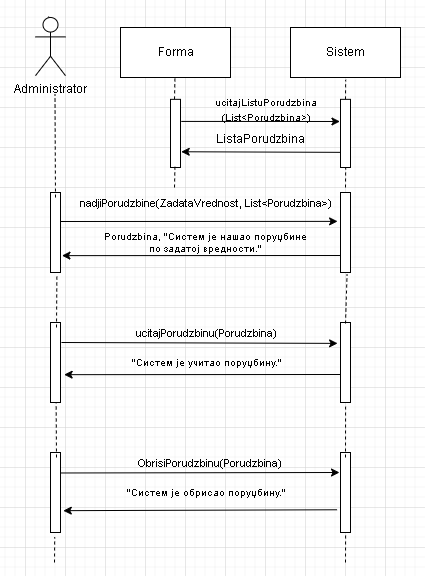 Forma
Sistem
Administrator
ucitajListuPorudzbina
(List<Porudzbina>)
ListaPorudzbina
nadjiPorudzbine(ZadataVrednost, List<Porudzbina>)
Porudzbina, "Систем је нашао поруџбине
по задатој вредности."
ucitajPorudzbinu(Porudzbina)
"Систем је учитао поруџбину."
ObrisiPorudzbinu(Porudzbina)
"Систем је обрисао поруџбину."